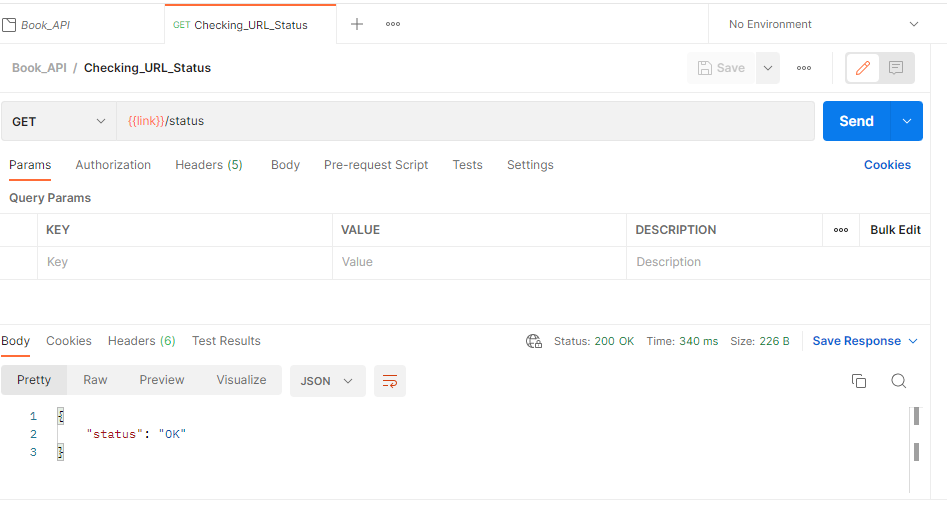 Book_API
GET Checking_URL_Status
No Environment
Book_API / Checking_URL_Status
Save
GET
{{link}}/status
Send
Params Authorization Headers (5) Body Pre-request Script Tests Settings Cookies
Query Params
KEY VALUE DESCRIPTION Bulk Edit
Key Value Description
Body Cookies Headers (6) Test Results Status: 200 OK Time: 340 ms Size: 226 B Save Response
Pretty Raw Preview Visualize JSON
1 {
2 "status": "OK"
3 }